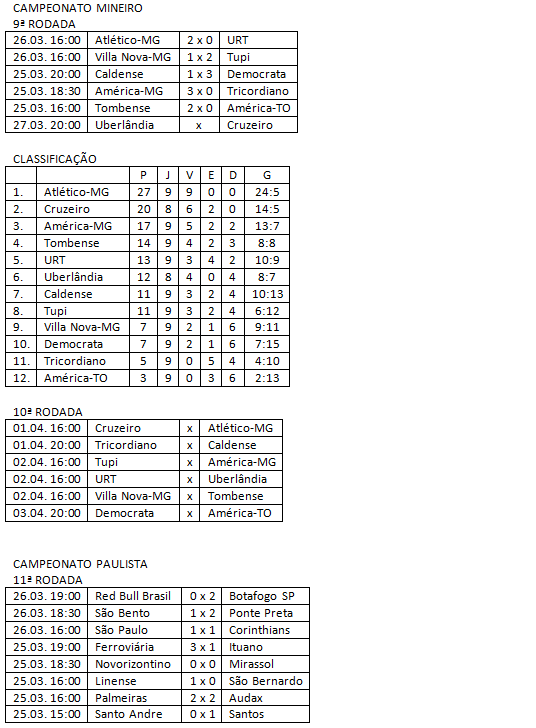 CAMPEONATO MINEIRO
9ª RODADA
26.03. 16:00 Atlético-MG 2 x 0 URT
26.03. 16:00 Villa Nova-MG 1 x 2 Tupi
25.03. 20:00 Caldense 1 x 3 Democrata
25.03. 18:30 América-MG 3 x 0 Tricordiano
25.03. 16:00 Tombense 2 x 0 América-TO
27.03. 20:00 Uberlândia x Cruzeiro
CLASSIFICAÇÃO
P J V E D G
1. Atlético-MG 27 9 9 0 0 24:5
2. Cruzeiro 20 8 6 2 0 14:5
3. América-MG 17 9 5 2 2 13:7
4. Tombense 14 9 4 2 3 8:8
5. URT 13 9 3 4 2 10:9
6. Uberlândia 12 8 4 0 4 8:7
7. Caldense 11 9 3 2 4 10:13
8. Tupi 11 9 3 2 4 6:12
9. Villa Nova-MG 7 9 2 1 6 9:11
10. Democrata 7 9 2 1 6 7:15
11. Tricordiano 5 9 0 5 4 4:10
12. América-TO 3 9 0 3 6 2:13
10ª RODADA
01.04. 16:00 Cruzeiro x Atlético-MG
01.04. 20:00 Tricordiano x Caldense
02.04. 16:00 Tupi x América-MG
02.04. 16:00 URT x Uberlândia
02.04. 16:00 Villa Nova-MG x Tombense
03.04. 20:00 Democrata x América-TO
CAMPEONATO PAULISTA
11ª RODADA
26.03. 19:00 Red Bull Brasil 0 x 2 Botafogo SP
26.03. 18:30 São Bento 1 x 2 Ponte Preta
26.03. 16:00 São Paulo 1 x 1 Corinthians
25.03. 19:00 Ferroviária 3 x 1 Ituano
25.03. 18:30 Novorizontino 0 x 0 Mirassol
25.03. 16:00 Linense 1 x 0 São Bernardo
25.03. 16:00 Palmeiras 2 x 2 Audax
25.03. 15:00 Santo Andre 0 x 1 Santos